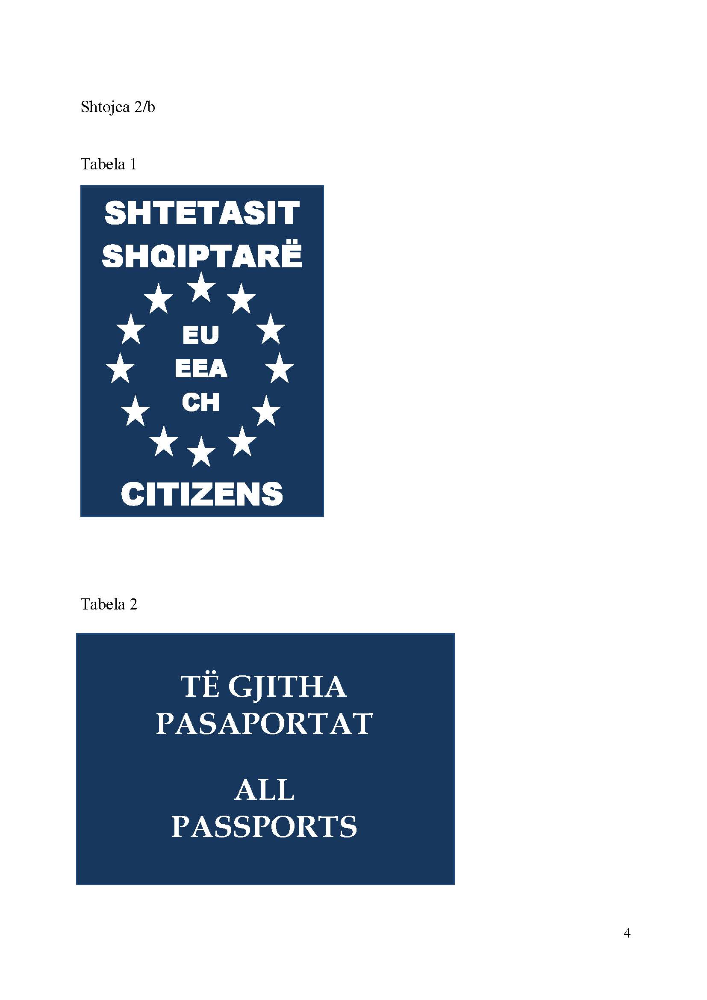 Shtojca 2/b
Tabela 1
SHTETASIT
SHQIPTARË
EU
EEA
CH
CITIZENS
Tabela 2
TË GJITHA
PASAPORTAT
ALL
PASSPORTS
4